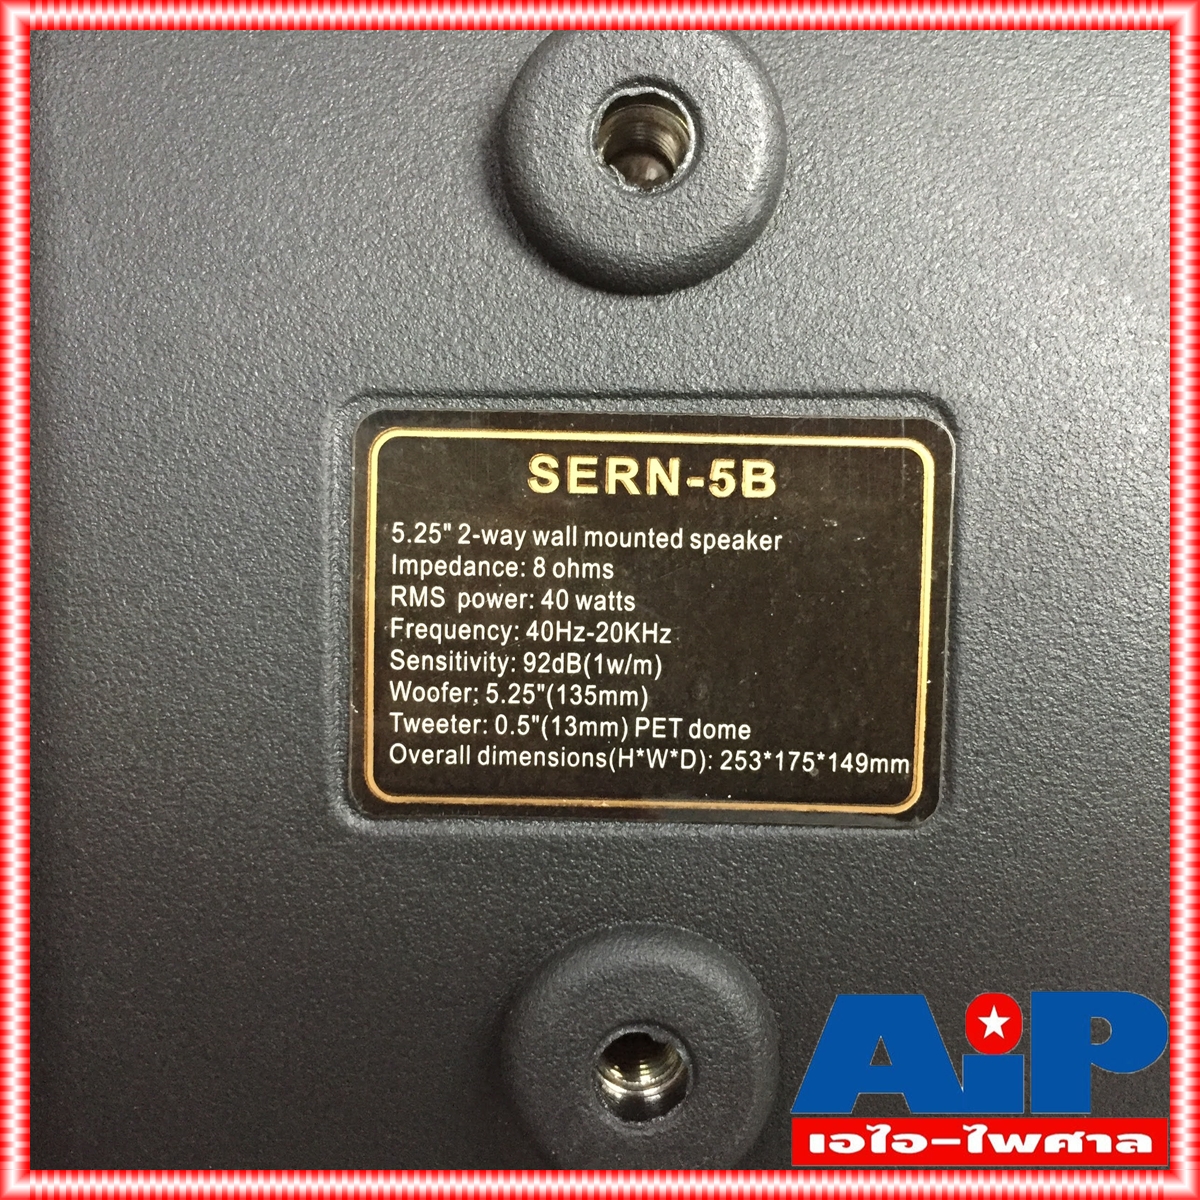 SERN-5B
5.25" 2-way wall mounted speaker
Impedance: 8 ohms
RMS power: 40 watts
Frequency: 40Hz-20KHz
Sensitivity: 92dB(1w/m)
Woofer: 5.25"(135mm)
Tweeter: 0.5"(13mm) PET dome
Overall dimensions(H*W*D): 253*175*149mm
AiP
เอไอ-ไพศาล